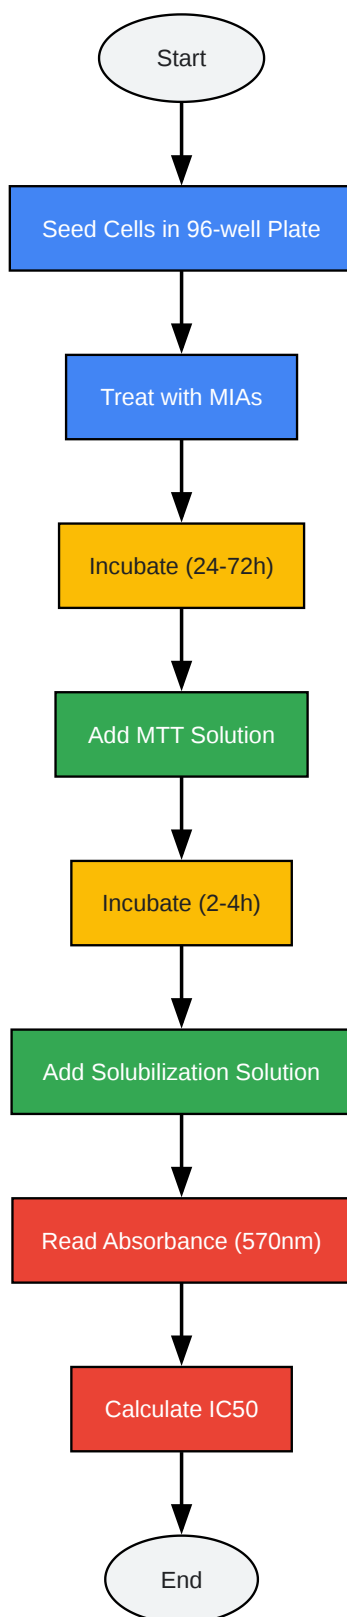 Start
Seed Cells in 96-well Plate
Treat with MIAs
Incubate (24-72h)
Add MTT Solution
Incubate (2-4h)
Add Solubilization Solution
Read Absorbance (570nm)
Calculate IC50
End